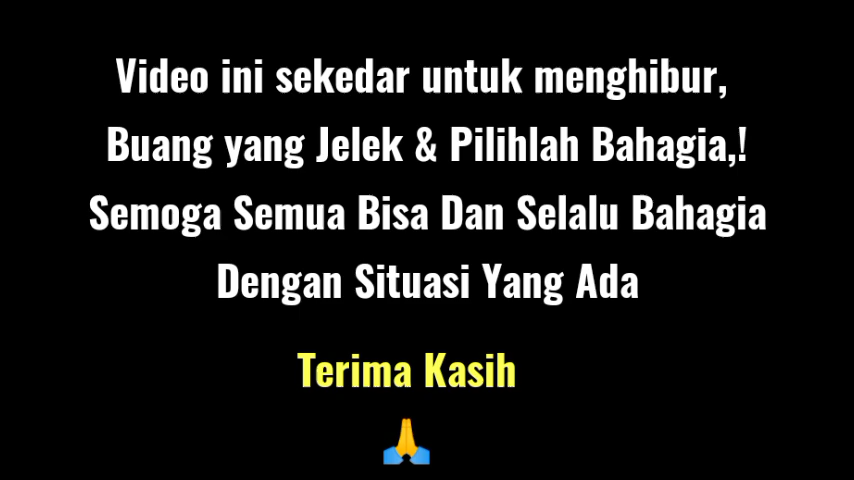 Video ini sekedar untuk menghibur,
Buang yang Jelek & Pilihlah Bahagia,!
Semoga Semua Bisa Dan Selalu Bahagia
Dengan Situasi Yang Ada
Terima Kasih
🙏